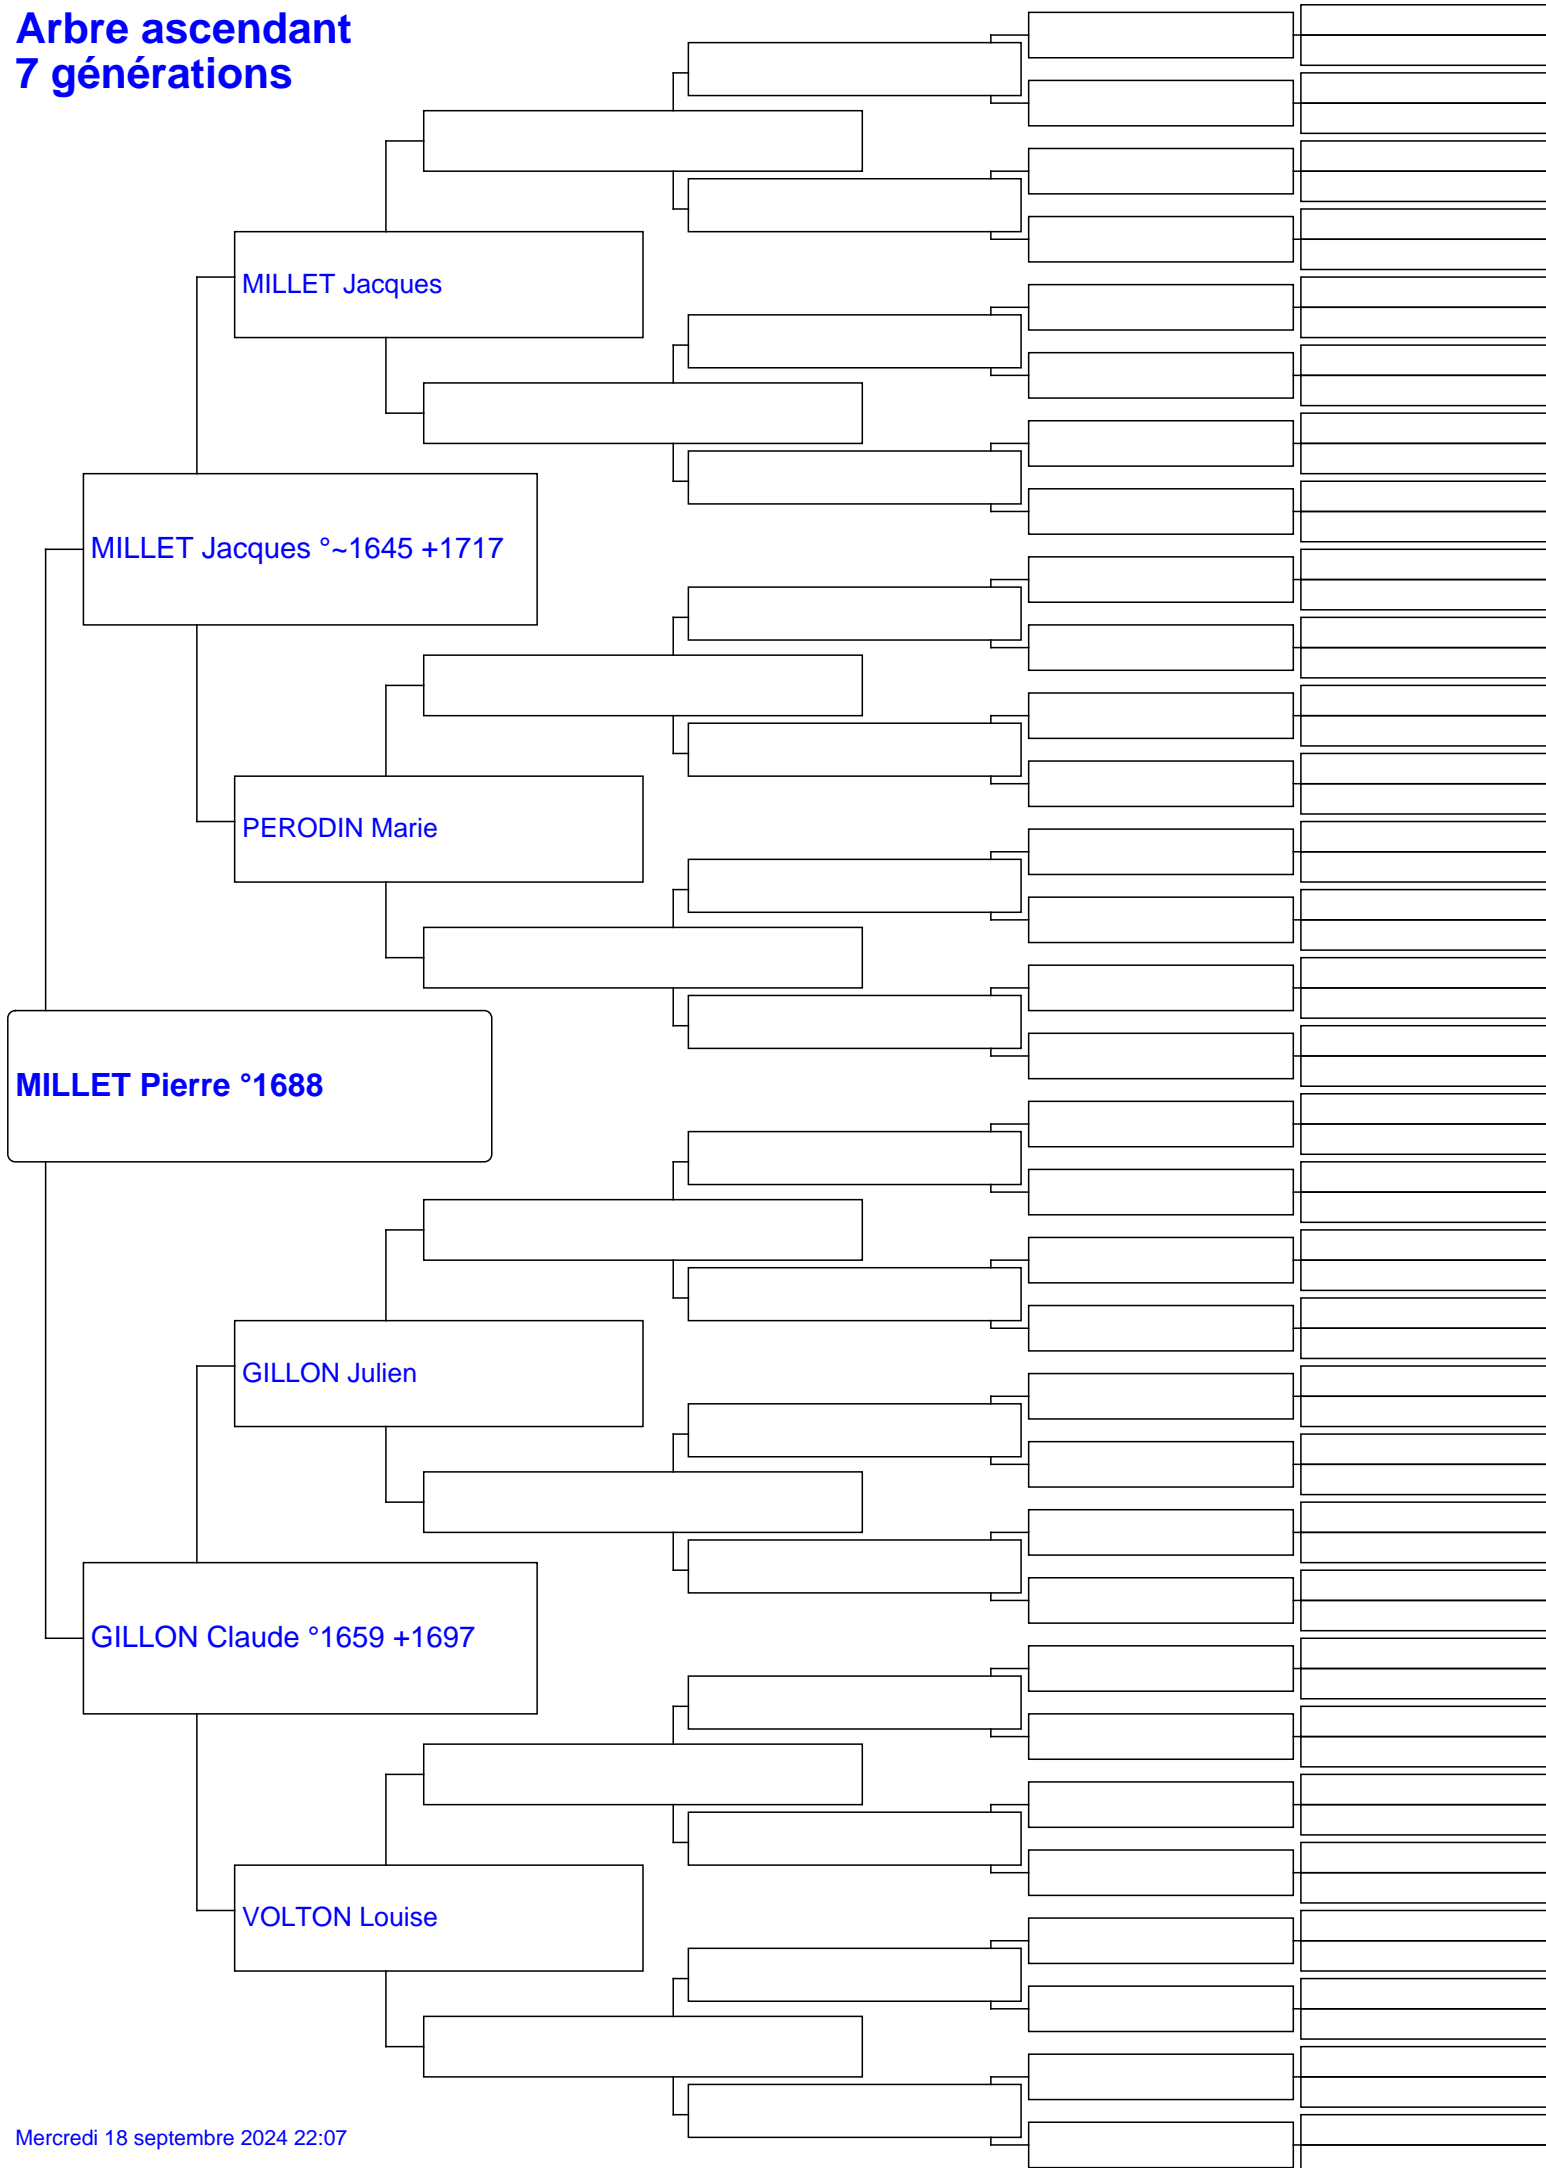 Arbre ascendant
7 générations
MILLET Jacques
MILLET Jacques °~1645 +1717
PERODIN Marie
MILLET Pierre °1688
GILLON Julien
GILLON Claude °1659 +1697
VOLTON Louise
Mercredi 18 septembre 2024 22:07